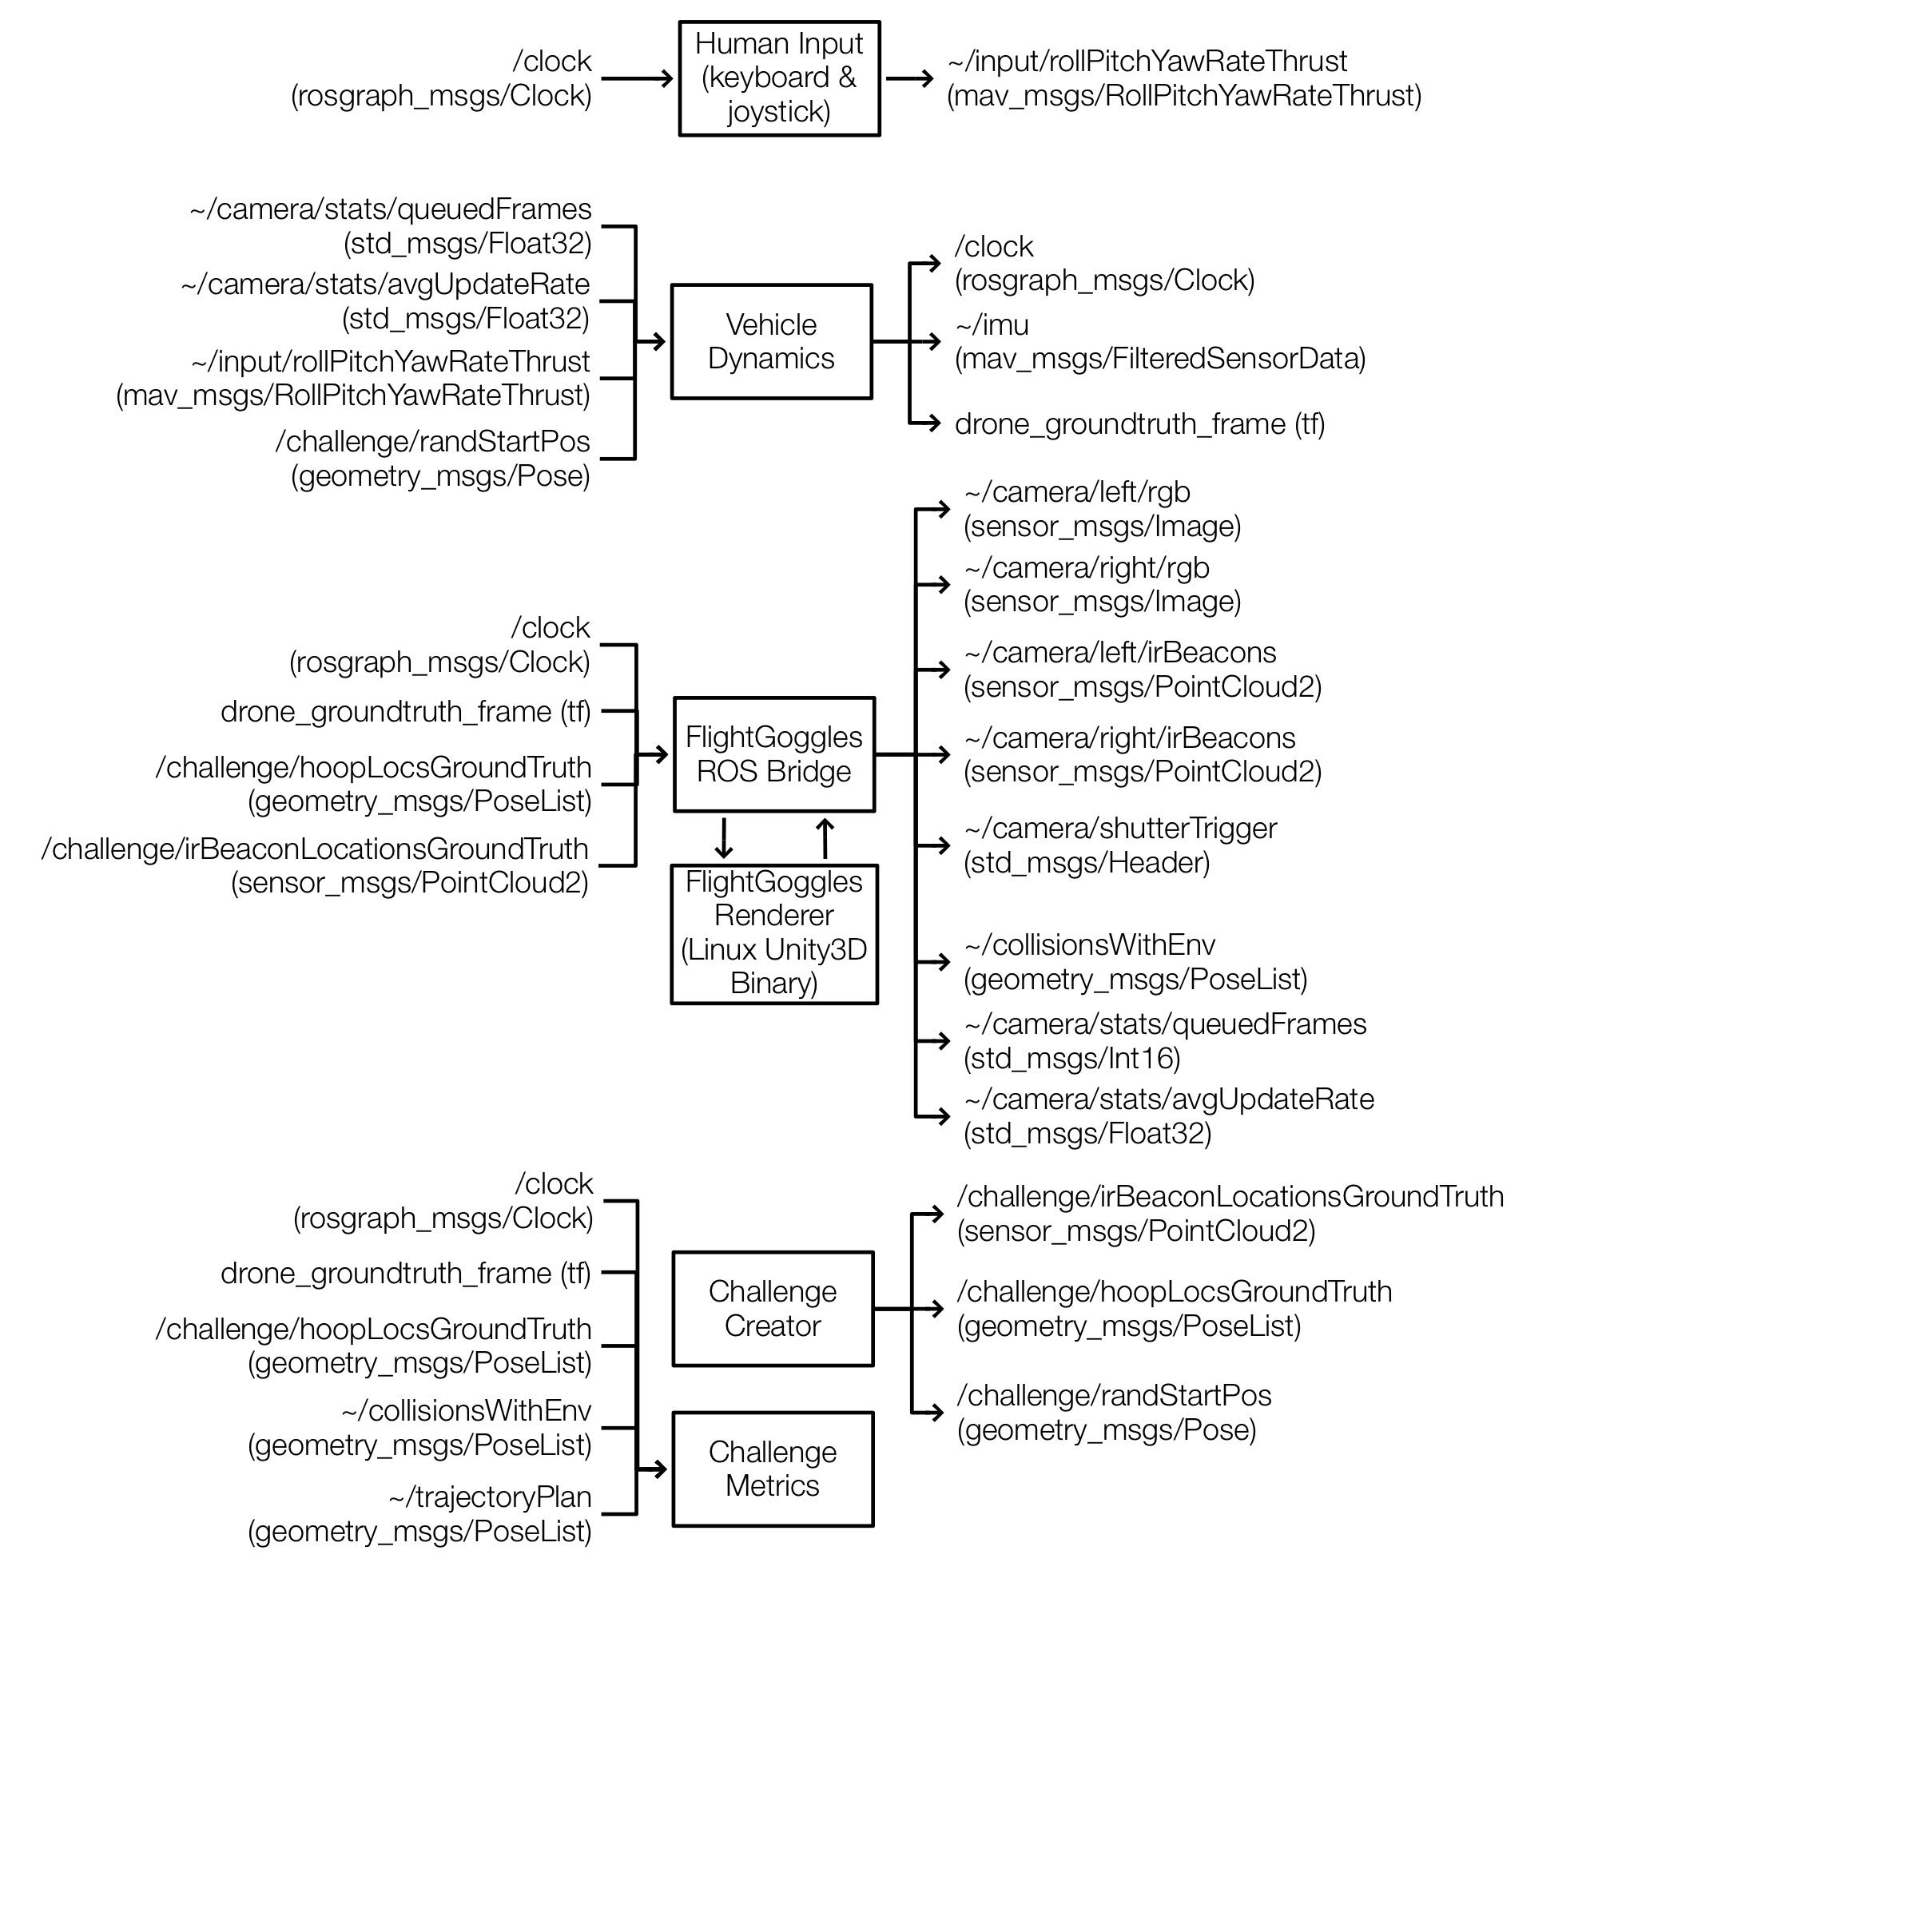 /clock
(rosgraph_msgs/Clock)
Human Input
(keyboard &
joystick)
~/input/rollPitchYawRateThrust
(mav_msgs/RollPitchYawRateThrust)
~/camera/stats/queuedFrames
(std_msgs/Float32)
~/camera/stats/avgUpdateRate
(std_msgs/Float32)
~/input/rollPitchYawRateThrust
(mav_msgs/RollPitchYawRateThrust)
/challenge/randStartPos
(geometry_msgs/Pose)
Vehicle
Dynamics
/clock
(rosgraph_msgs/Clock)
~/imu
(mav_msgs/FilteredSensorData)
drone_groundtruth_frame (tf)
/clock
(rosgraph_msgs/Clock)
drone_groundtruth_frame (tf)
/challenge/hoopLocsGroundTruth
(geometry_msgs/PoseList)
/challenge/irBeaconLocationsGroundTruth
(sensor_msgs/PointCloud2)
FlightGoggles
ROS Bridge
FlightGoggles
Renderer
(Linux Unity3D
Binary)
~/camera/left/rgb
(sensor_msgs/Image)
~/camera/right/rgb
(sensor_msgs/Image)
~/camera/left/irBeacons
(sensor_msgs/PointCloud2)
~/camera/right/irBeacons
(sensor_msgs/PointCloud2)
~/camera/shutterTrigger
(std_msgs/Header)
~/collisionsWithEnv
(geometry_msgs/PoseList)
~/camera/stats/queuedFrames
(std_msgs/Int16)
~/camera/stats/avgUpdateRate
(std_msgs/Float32)
/clock
(rosgraph_msgs/Clock)
drone_groundtruth_frame (tf)
/challenge/hoopLocsGroundTruth
(geometry_msgs/PoseList)
~/collisionsWithEnv
(geometry_msgs/PoseList)
~/trajectoryPlan
(geometry_msgs/PoseList)
Challenge
Creator
Challenge
Metrics
/challenge/irBeaconLocationsGroundTruth
(sensor_msgs/PointCloud2)
/challenge/hoopLocsGroundTruth
(geometry_msgs/PoseList)
/challenge/randStartPos
(geometry_msgs/Pose)